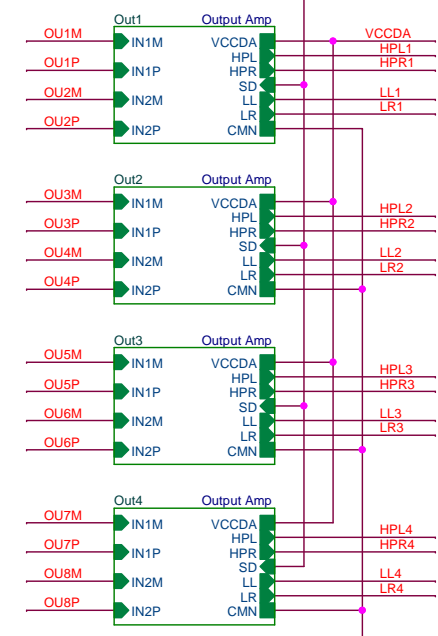 Out1 Output Amp
OU1M IN1M VCCDA VCCDA
HPL HPL1
OU1P IN1P HPR HPR1
SD
OU2M IN2M LL LL1
LR LR1
OU2P IN2P CMN
Out2 Output Amp
OU3M IN1M VCCDA
HPL HPL2
OU3P IN1P HPR HPR2
SD
OU4M IN2M LL LL2
LR LR2
OU4P IN2P CMN
Out3 Output Amp
OU5M IN1M VCCDA
HPL HPL3
OU5P IN1P HPR HPR3
SD
OU6M IN2M LL LL3
LR LR3
OU6P IN2P CMN
Out4 Output Amp
OU7M IN1M VCCDA
HPL HPL4
OU7P IN1P HPR HPR4
SD
OU8M IN2M LL LL4
LR LR4
OU8P IN2P CMN